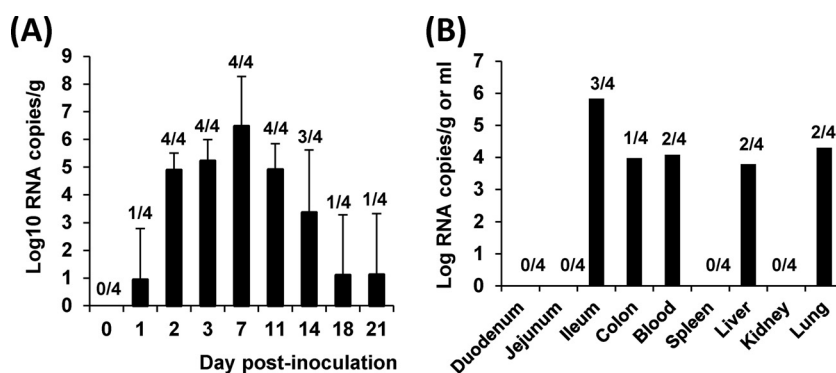 (A)
Log10 RNA copies/g
9
8
7
6
5
4
3
2
1
0
0/4 1/4 4/4 4/4 4/4 4/4 3/4 1/4 1/4
0 1 2 3 7 11 14 18 21
Day post-inoculation
(B)
Log RNA copies/g or ml
7
6
5
4
3
2
1
0
0/4 0/4 3/4 1/4 2/4 0/4 2/4 0/4 2/4
Duodenum
Jejunum
Ileum
Colon
Blood
Spleen
Liver
Kidney
Lung